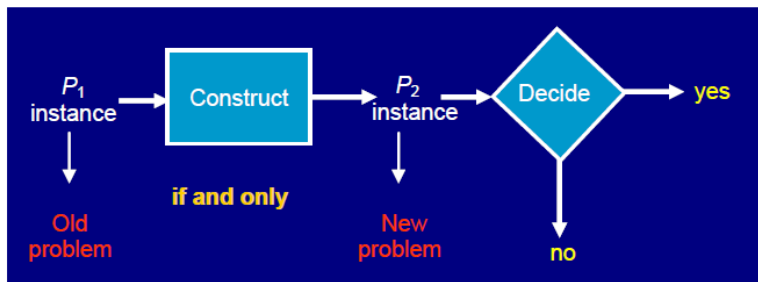 P₁
instance
Construct
P₂
instance
Decide
yes
if and only
Old
problem
New
problem
no